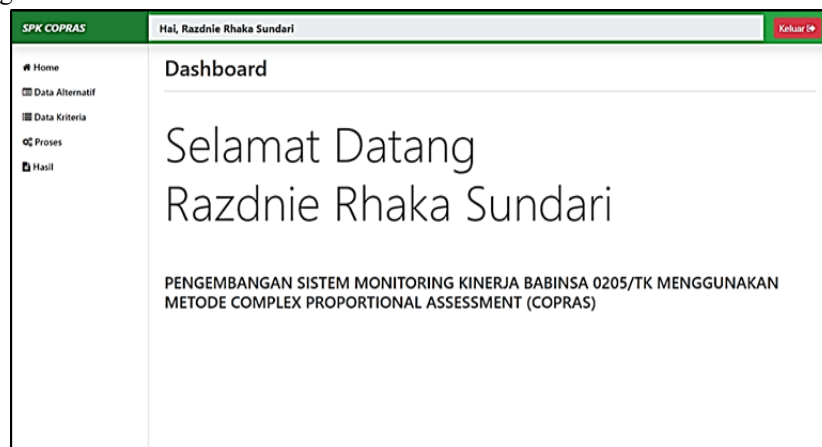 SPK COPRAS
Hai, Razdnie Rhaka Sundari
Keluar
Home
Data Alternatif
Data Kriteria
Proses
Hasil
Dashboard
Selamat Datang
Razdnie Rhaka Sundari
PENGEMBANGAN SISTEM MONITORING KINERJA BABINSA 0205/TK MENGGUNAKAN
METODE COMPLEX PROPORTIONAL ASSESSMENT (COPRAS)